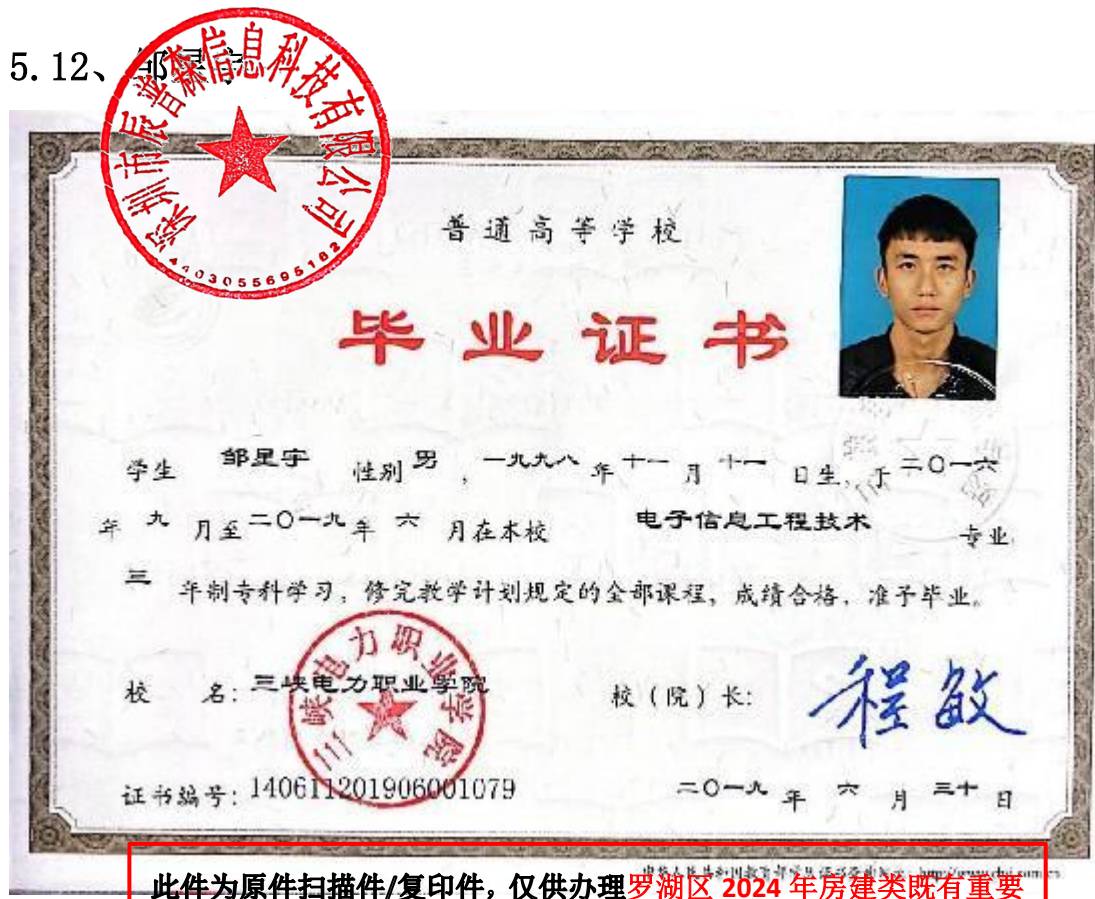 5.12、邹星宇
深圳市辰普森信息科技有限公司
4403055695182
普通高等学校
毕业证书
学生 邹星宇 性别 男 , 一九九八 年 十一 月 十一 日生, 于 二〇一六
年 九 月至 二〇一九 年 六 月在本校 电子信息工程技术 专业
三 年制专科学习, 修完教学计划规定的全部课程, 成绩合格, 准予毕业。
校 名: 三峡电力职业学院 校(院)长: 程敏
三峡电力职业学院
证书编号: 140611201906001079 二〇一九 年 六 月 三十 日
此件为原件扫描件/复印件，仅供办理罗湖区 2024 年房建类既有重要